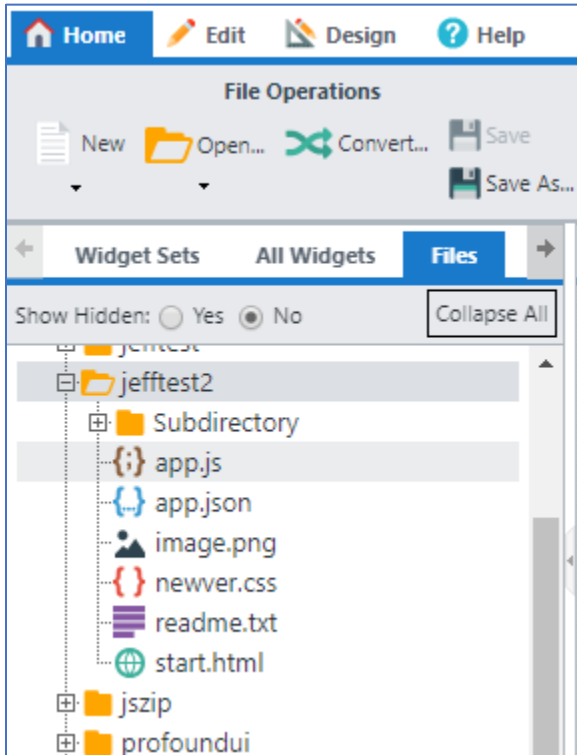 Home Edit Design Help
File Operations
New Open... Convert... Save
Save As...
Widget Sets All Widgets Files
Show Hidden: Yes No Collapse All
jefftest
jefftest2
Subdirectory
app.js
app.json
image.png
newver.css
readme.txt
start.html
jszip
profoundui